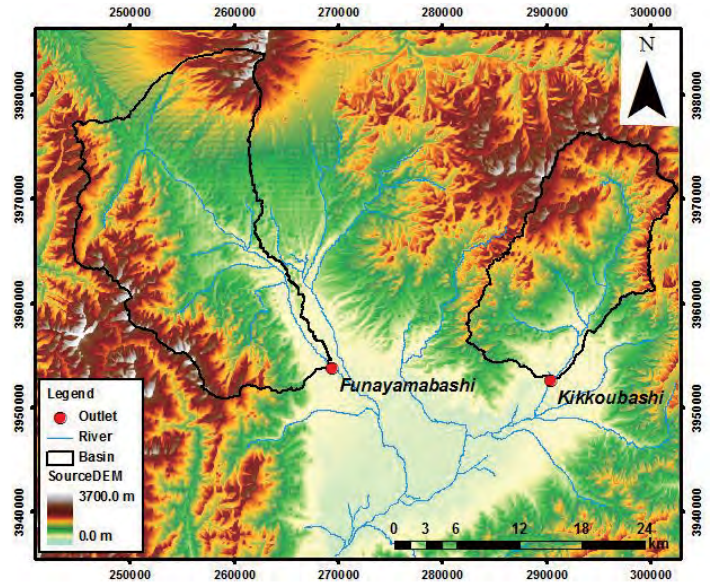 250000 260000 270000 280000 290000 300000
N
3980000 3980000
3970000 3970000
3960000 3960000
3950000 3950000
3940000 3940000
Funayamabashi
Kikkoubashi
Legend
Outlet
River
Basin
SourceDEM
3700.0 m
0.0 m
0 3 6 12 18 24
km
250000 260000 270000 280000 290000 300000